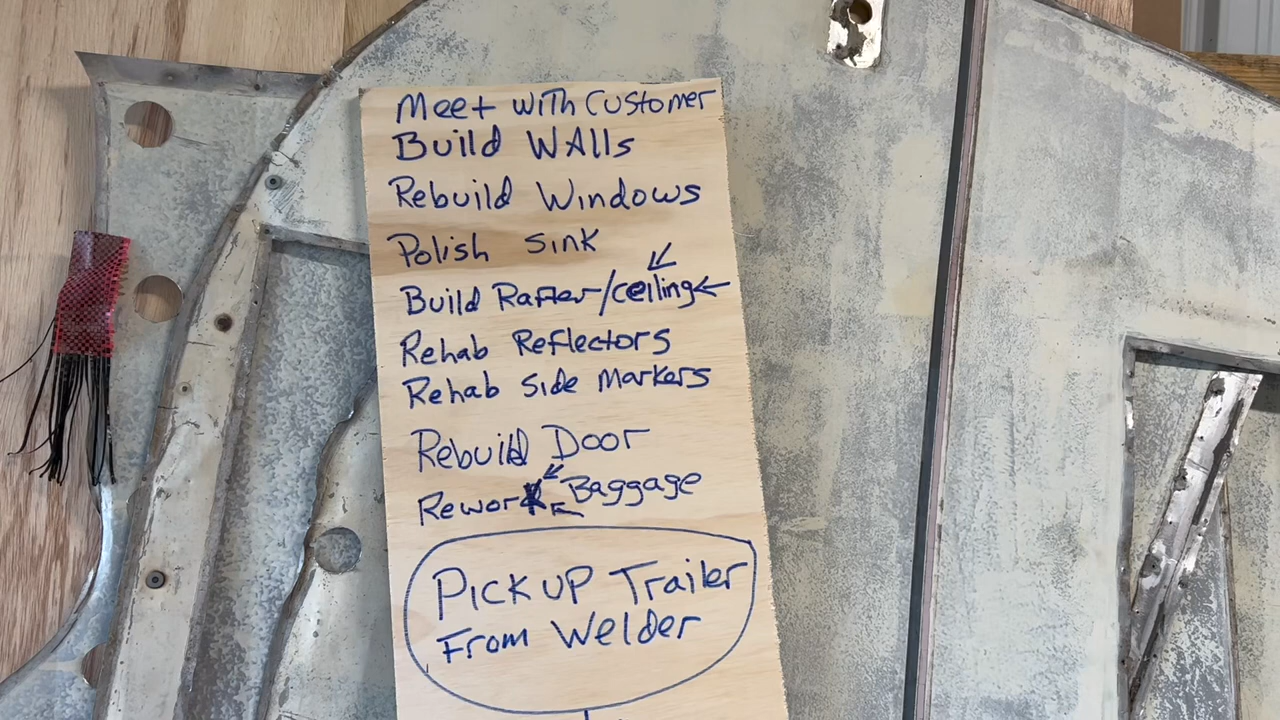 Meet with Customer
Build WAlls
Rebuild Windows
Polish Sink
Build Rafter/ceiling
Rehab Reflectors
Rehab Side Markers
Rebuild Door
Rework Baggage
Pick up Trailer
From Welder